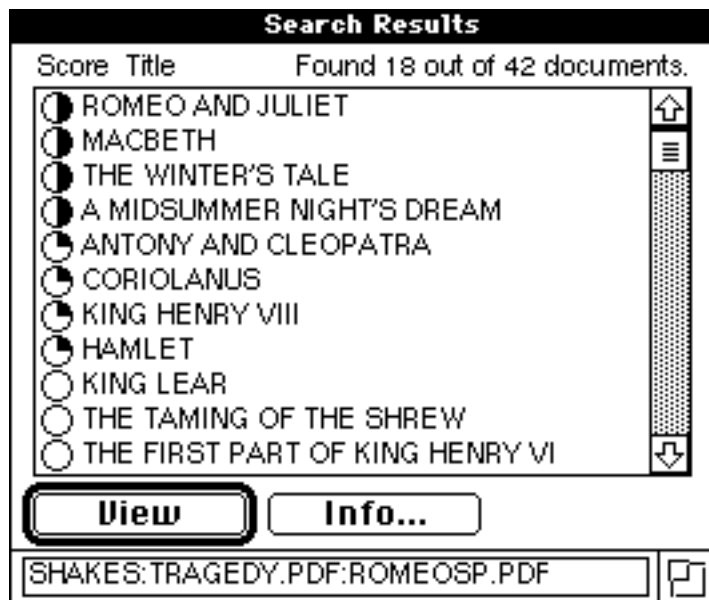 Search Results
Score Title Found 18 out of 42 documents.
ROMEO AND JULIET
MACBETH
THE WINTER'S TALE
A MIDSUMMER NIGHT'S DREAM
ANTONY AND CLEOPATRA
CORIOLANUS
KING HENRY VIII
HAMLET
KING LEAR
THE TAMING OF THE SHREW
THE FIRST PART OF KING HENRY VI
View Info...
SHAKES:TRAGEDY.PDF:ROMEOSP.PDF